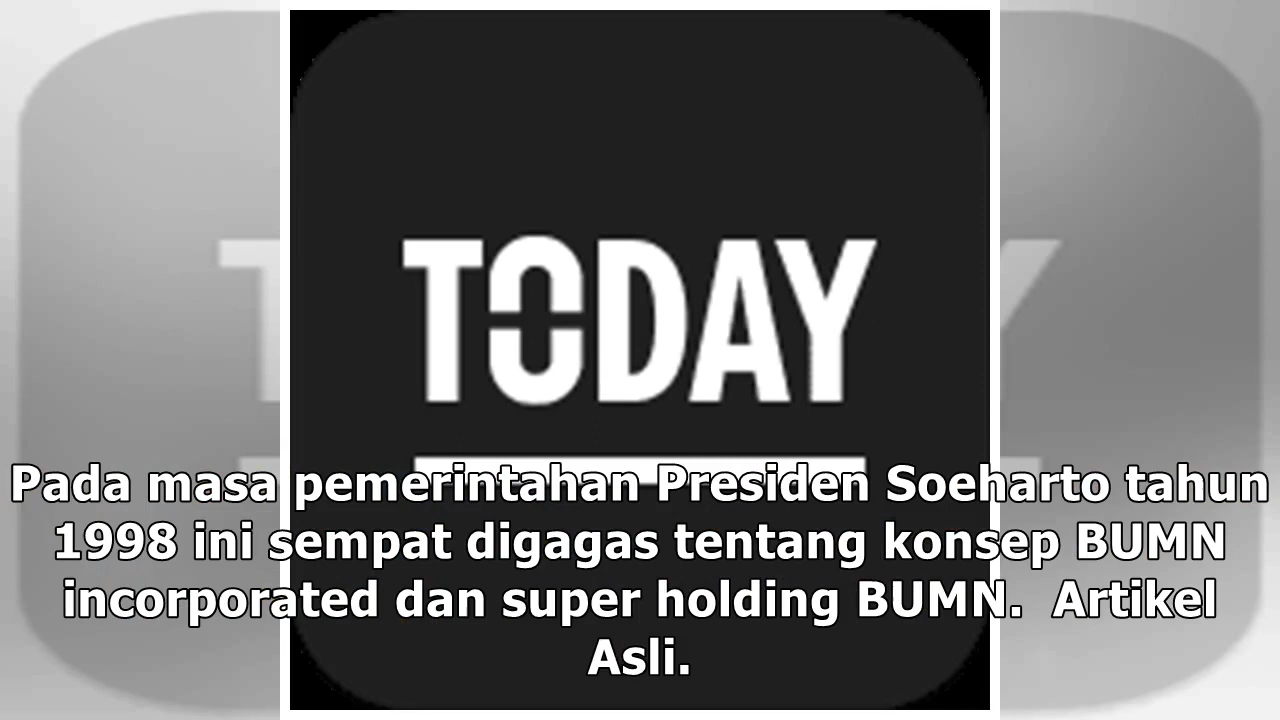 TODAY
Pada masa pemerintahan Presiden Soeharto tahun
1998 ini sempat digagas tentang konsep BUMN
incorporated dan super holding BUMN.  Artikel
Asli.